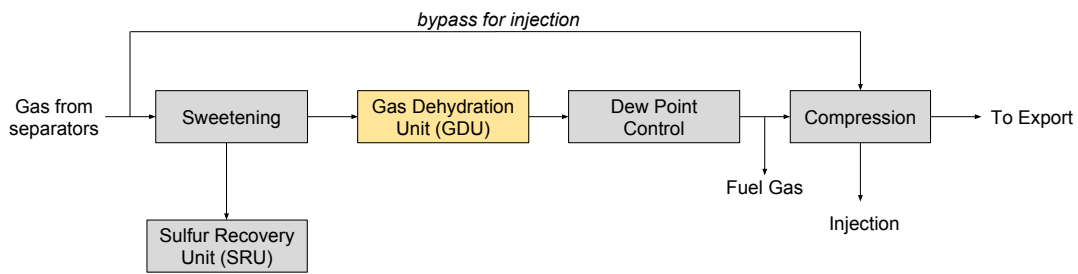 bypass for injection
Gas from
separators
Sweetening
Gas Dehydration
Unit (GDU)
Dew Point
Control
Compression
To Export
Fuel Gas
Injection
Sulfur Recovery
Unit (SRU)